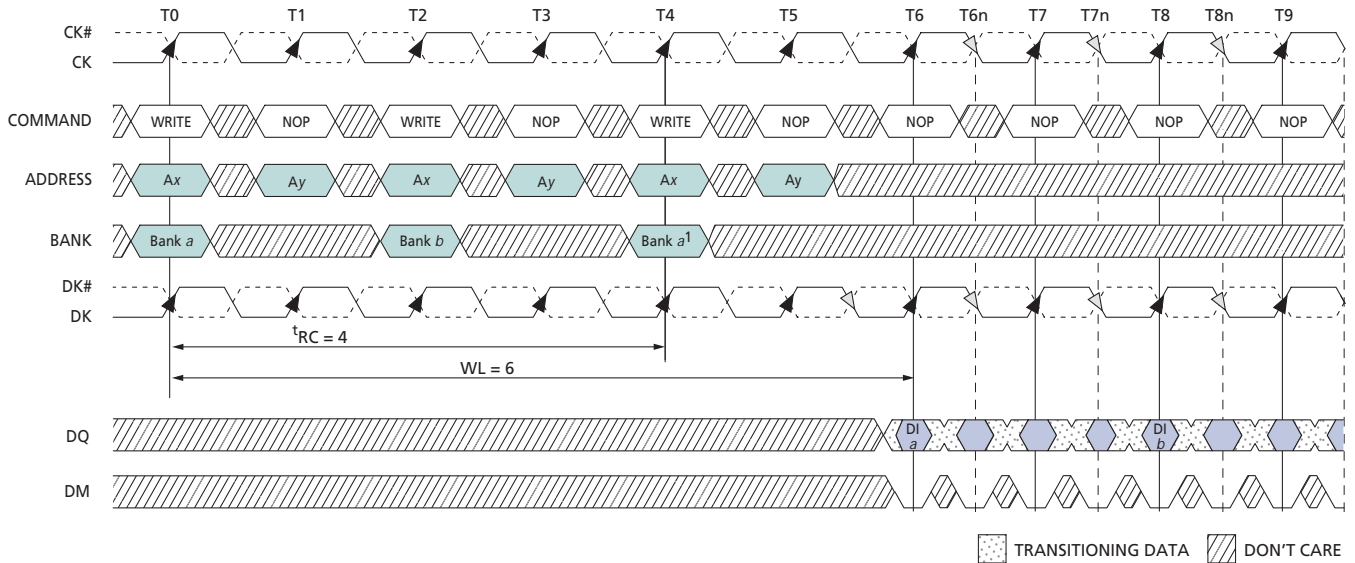 T0 T1 T2 T3 T4 T5 T6 T6n T7 T7n T8 T8n T9
CK#
CK
COMMAND WRITE NOP WRITE NOP WRITE NOP NOP NOP NOP NOP
ADDRESS Ax Ay Ax Ay Ax Ay
BANK Bank a Bank b Bank a¹
DK#
DK
tRC = 4
WL = 6
DQ DI a DI b
DM
TRANSITIONING DATA DON'T CARE